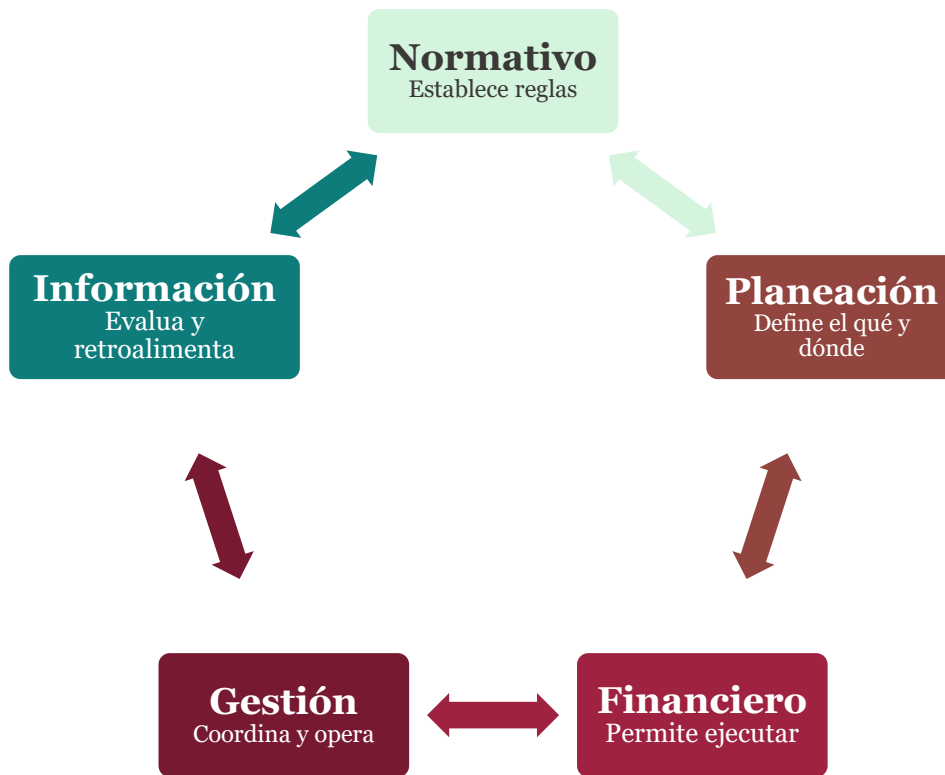 Normativo
Establece reglas
Planeación
Define el qué y
dónde
Financiero
Permite ejecutar
Gestión
Coordina y opera
Información
Evalua y
retroalimenta